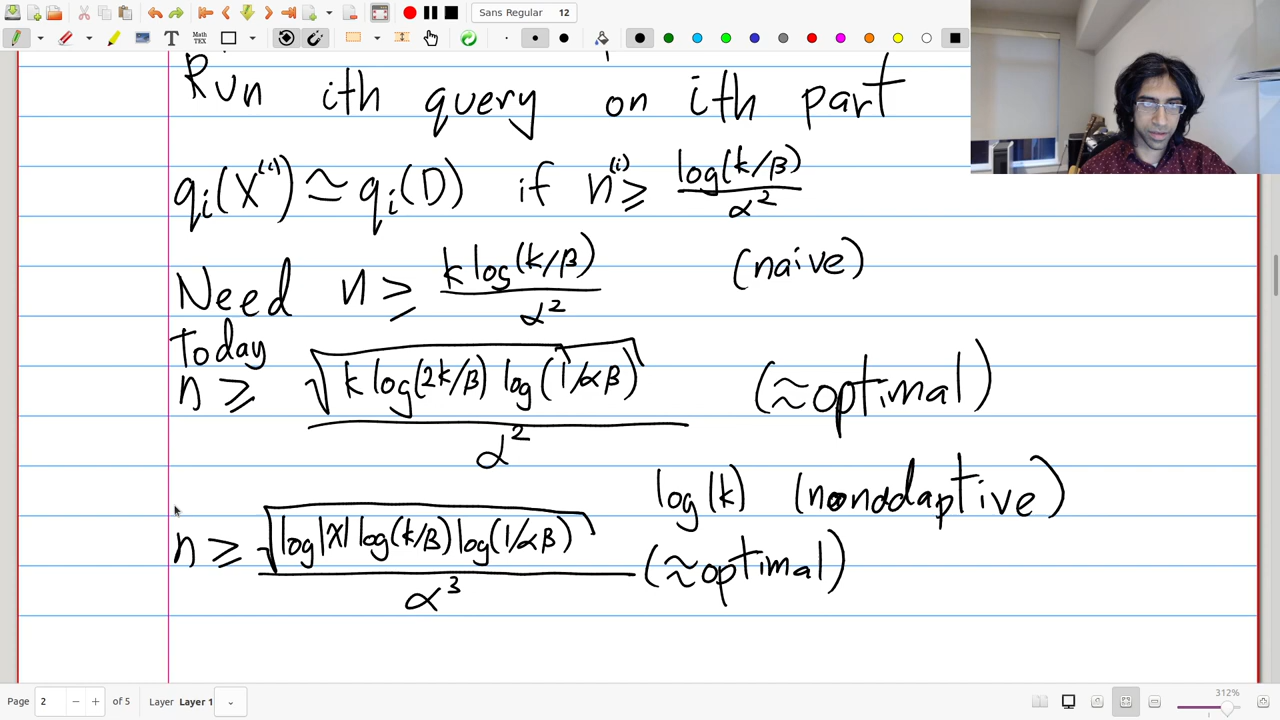 Sans Regular 12
Run ith query on ith part
qᵢ(X⁽ⁱ⁾) ≃ qᵢ(D) if n⁽ⁱ⁾ ≥ log(k/β) / α²
Need n ≥ k log(k/β) / α² (naive)
Today
n ≥ √(k log(2k/β) log(1/αβ)) / α² (≈optimal)
log(k) (nonadaptive)
n ≥ √(log|X| log(k/β) log(1/αβ)) / α³ (≈optimal)
Page 2 of 5 Layer Layer 1 312%